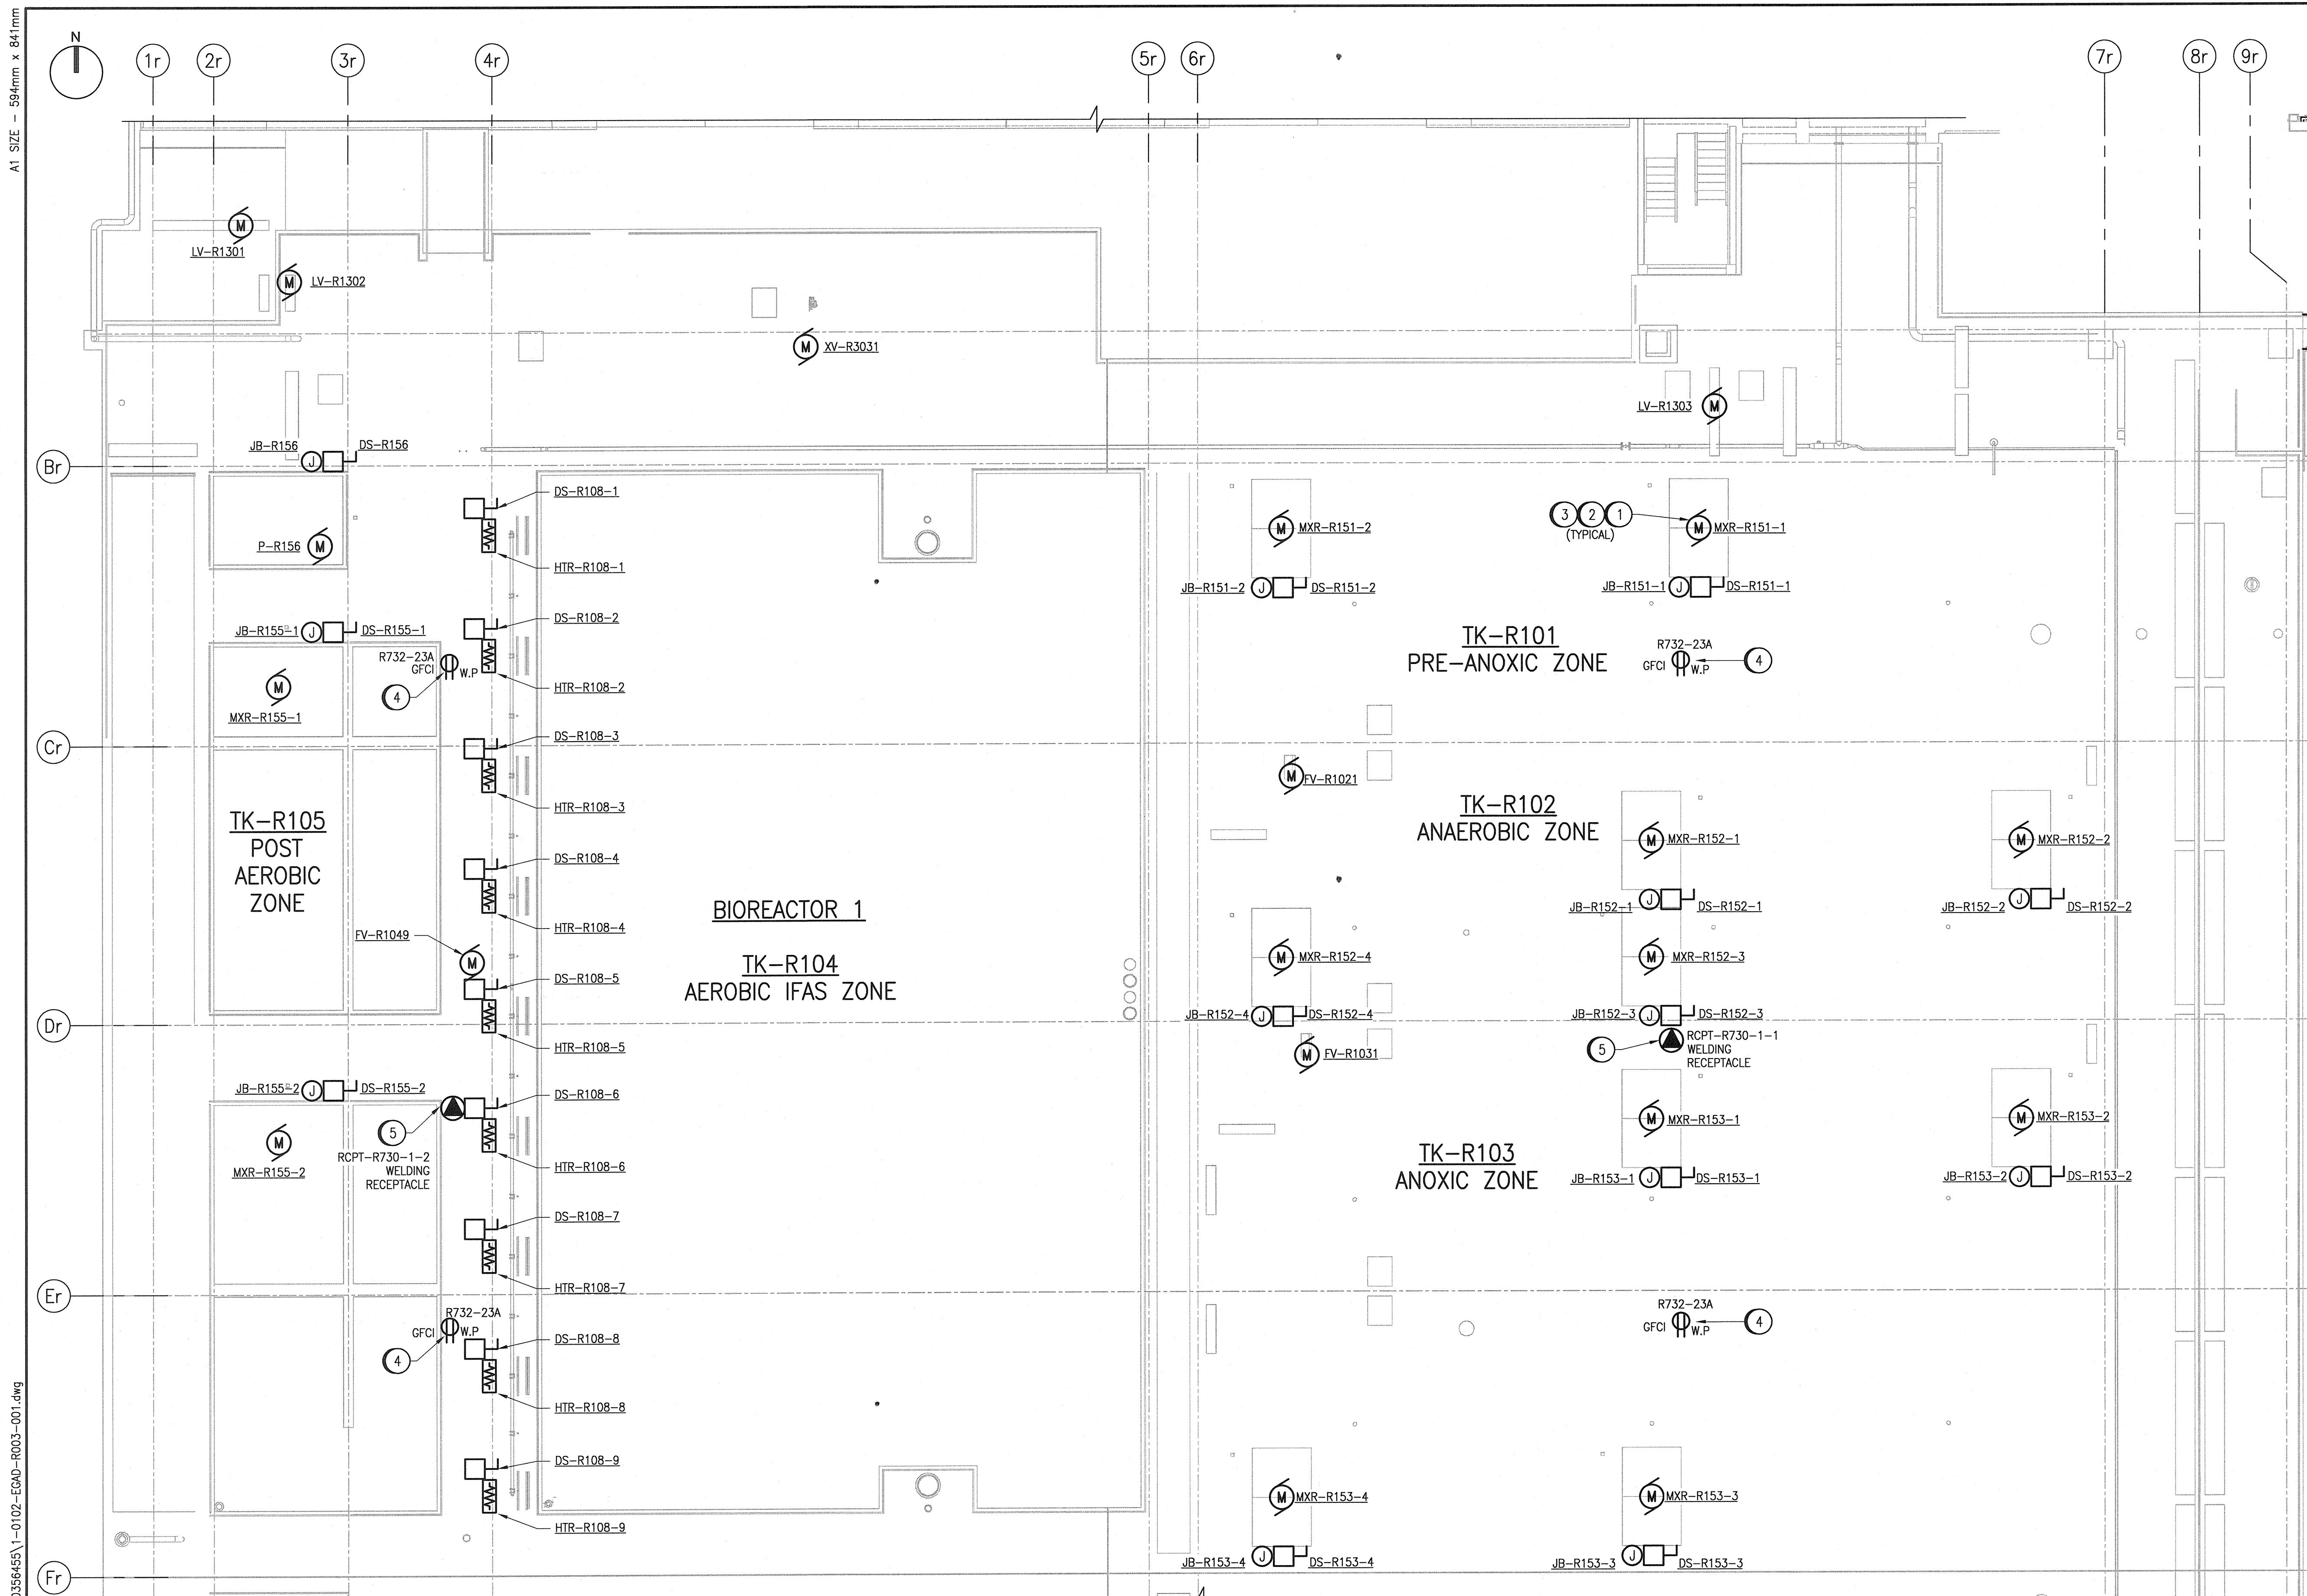 A1 SIZE - 594mm x 841mm
N
1r
2r
3r
4r
5r
6r
7r
8r
9r
M
LV-R1301
M
LV-R1302
M
XV-R3031
LV-R1303
M
JB-R156
J
DS-R156
Br
DS-R108-1
P-R156
M
HTR-R108-1
M
MXR-R151-2
3
2
1
(TYPICAL)
M
MXR-R151-1
JB-R151-2
J
DS-R151-2
JB-R151-1
J
DS-R151-1
DS-R108-2
JB-R155-1
J
DS-R155-1
TK-R101
PRE-ANOXIC ZONE
R732-23A
GFCI
W.P
4
R732-23A
GFCI
W.P
4
M
MXR-R155-1
HTR-R108-2
Cr
DS-R108-3
M
FV-R1021
HTR-R108-3
TK-R105
POST
AEROBIC
ZONE
TK-R102
ANAEROBIC ZONE
M
MXR-R152-1
M
MXR-R152-2
DS-R108-4
JB-R152-1
J
DS-R152-1
JB-R152-2
J
DS-R152-2
BIOREACTOR 1
HTR-R108-4
FV-R1049
M
TK-R104
AEROBIC IFAS ZONE
M
MXR-R152-4
M
MXR-R152-3
DS-R108-5
JB-R152-4
J
DS-R152-4
JB-R152-3
J
DS-R152-3
Dr
HTR-R108-5
M
FV-R1031
5
RCPT-R730-1-1
WELDING
RECEPTACLE
JB-R155-2
J
DS-R155-2
DS-R108-6
M
MXR-R153-1
M
MXR-R153-2
5
M
MXR-R155-2
RCPT-R730-1-2
WELDING
RECEPTACLE
HTR-R108-6
TK-R103
ANOXIC ZONE
JB-R153-1
J
DS-R153-1
JB-R153-2
J
DS-R153-2
DS-R108-7
HTR-R108-7
Er
R732-23A
GFCI
W.P
4
R732-23A
GFCI
W.P
4
DS-R108-8
HTR-R108-8
DS-R108-9
M
MXR-R153-4
M
MXR-R153-3
HTR-R108-9
JB-R153-4
J
DS-R153-4
JB-R153-3
J
DS-R153-3
Fr
0356455\1-0102-EGAD-R003-001.dwg